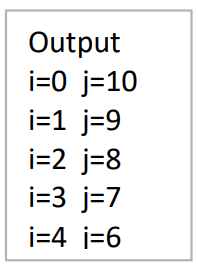 Output
i=0 j=10
i=1 j=9
i=2 j=8
i=3 j=7
i=4 j=6